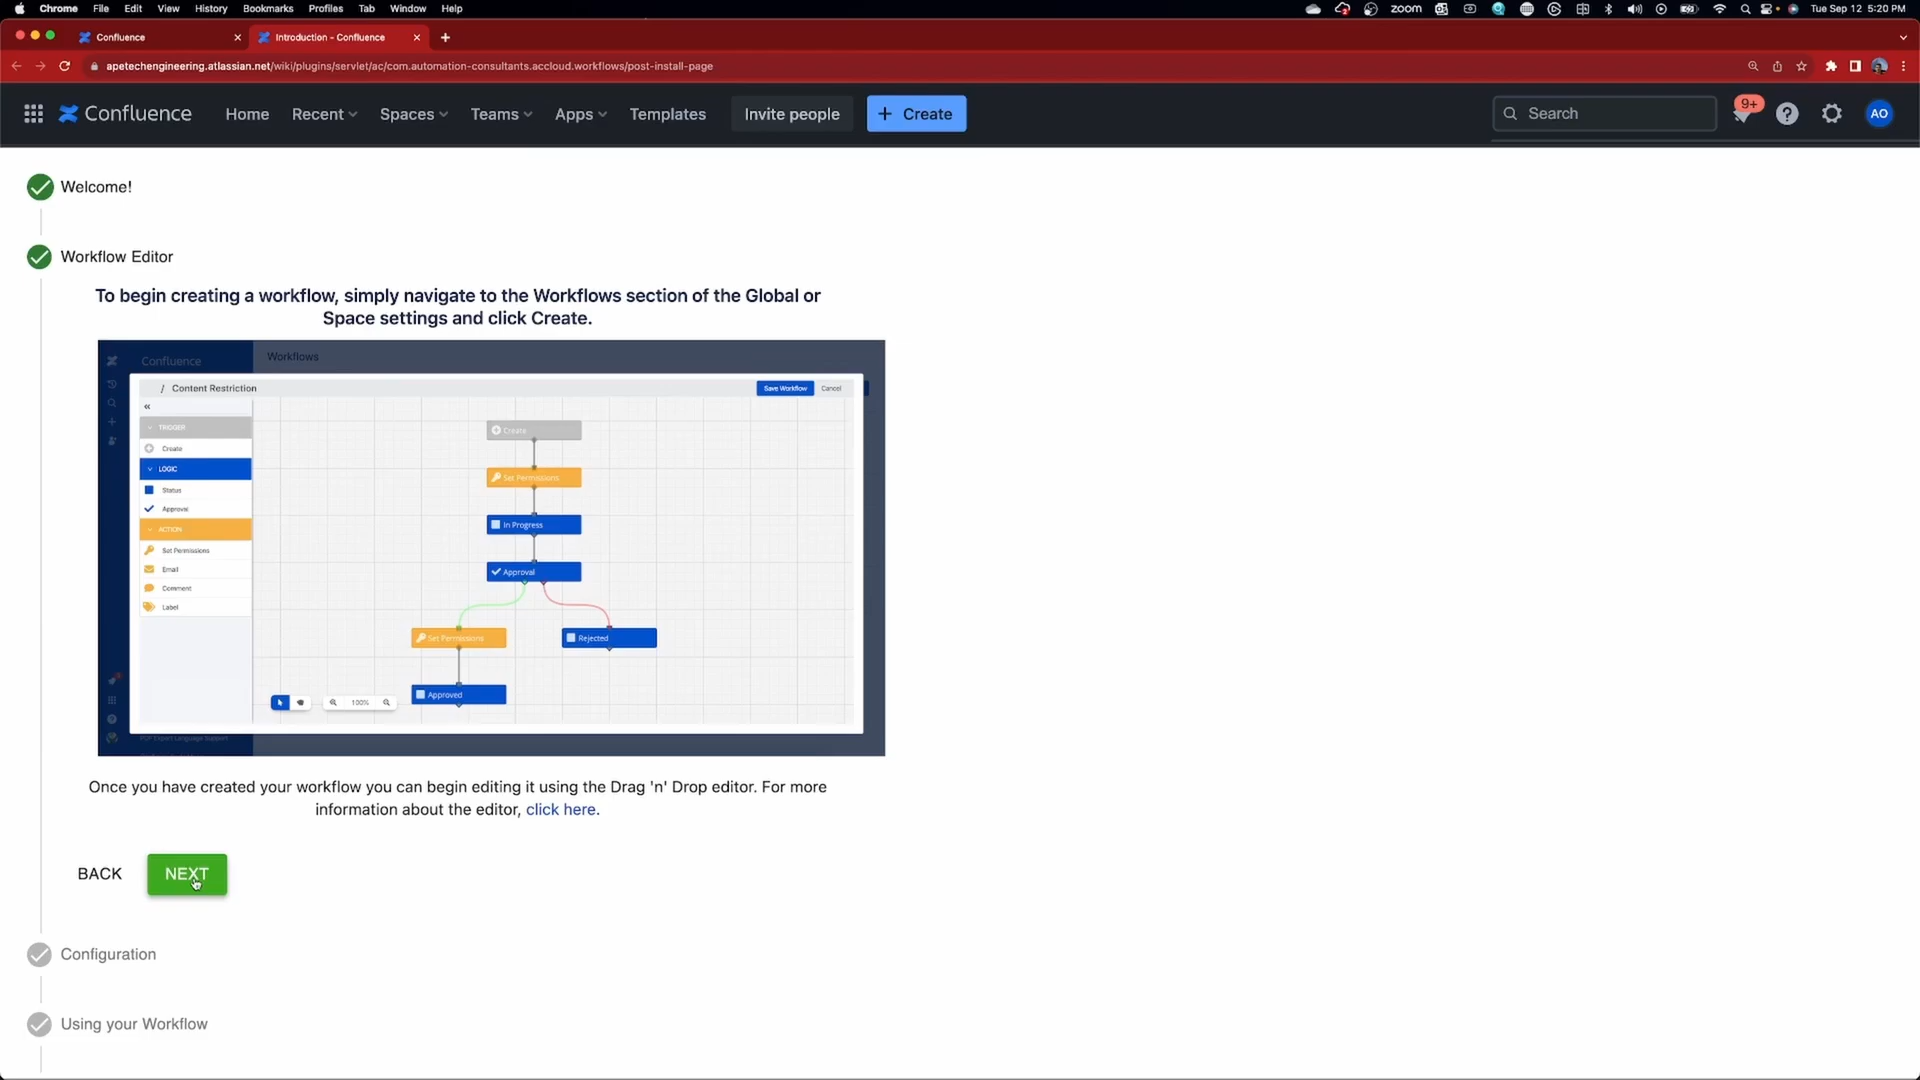 Chrome File Edit View History Bookmarks Profiles Tab Window Help
zoom
Tue Sep 12 5:20 PM
Confluence
Introduction - Confluence
apetechengineering.atlassian.net/wiki/plugins/servlet/ac/com.automation-consultants.accloud.workflows/post-install-page
Confluence Home Recent Spaces Teams Apps Templates Invite people + Create Search 9+ AO
Welcome!
Workflow Editor
To begin creating a workflow, simply navigate to the Workflows section of the Global or
Space settings and click Create.
Confluence
Workflows
/ Content Restriction
Save Workflow Cancel
«
TRIGGER
Create
LOGIC
Status
Approval
ACTION
Set Permissions
Email
Comment
Label
Create
Set Permissions
In Progress
Approval
Set Permissions
Rejected
Approved
100%
Once you have created your workflow you can begin editing it using the Drag 'n' Drop editor. For more
information about the editor, click here.
BACK NEXT
Configuration
Using your Workflow